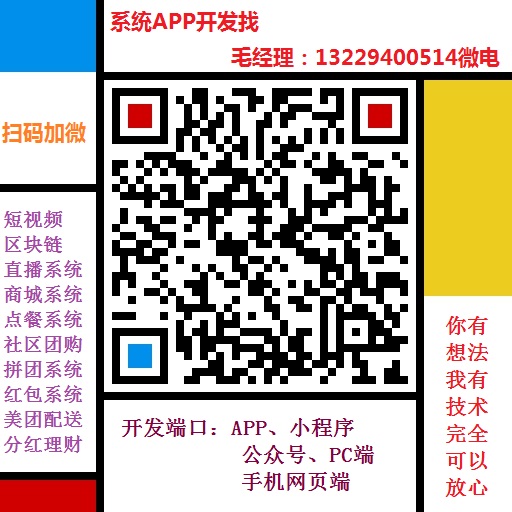 系统APP开发找
毛经理：13229400514微电
扫码加微
短视频
区块链
直播系统
商城系统
点餐系统
社区团购
拼团系统
红包系统
美团配送
分红理财
你有
想法
我有
技术
完全
可以
放心
开发端口：APP、小程序
公众号、PC端
手机网页端